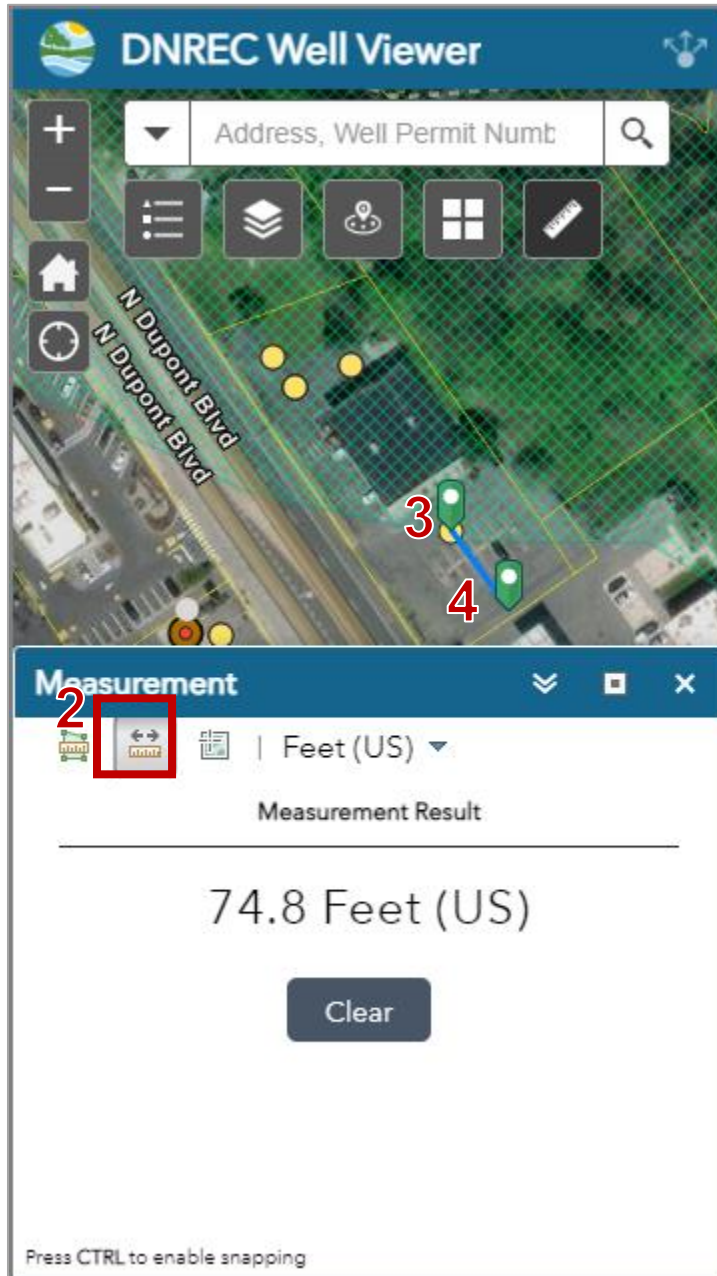 DNREC Well Viewer
Address, Well Permit Numb
N Dupont Blvd
N Dupont Blvd
3
4
Measurement
2
| Feet (US)
Measurement Result
74.8 Feet (US)
Clear
Press CTRL to enable snapping